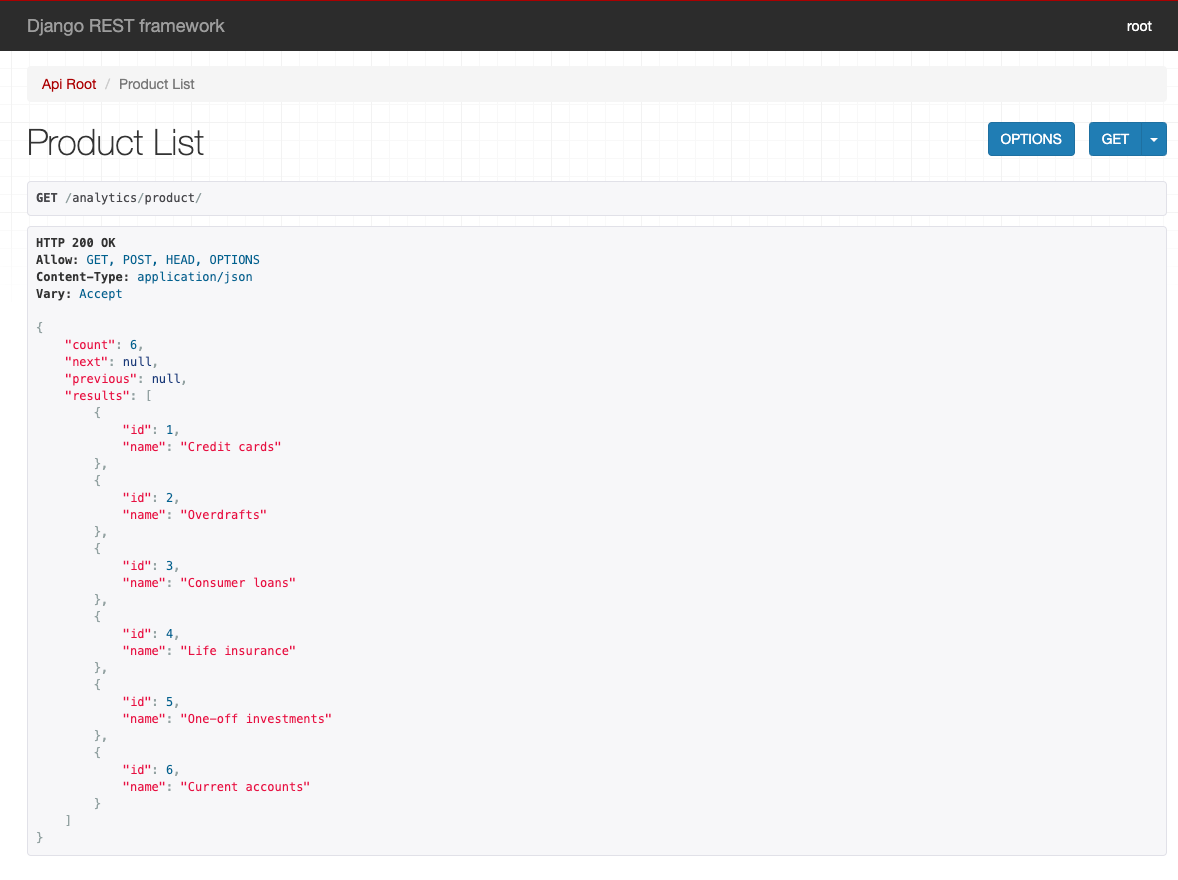 Django REST framework
root
Api Root / Product List
Product List
OPTIONS
GET
GET /analytics/product/
HTTP 200 OK
Allow: GET, POST, HEAD, OPTIONS
Content-Type: application/json
Vary: Accept
{
    "count": 6,
    "next": null,
    "previous": null,
    "results": [
        {
            "id": 1,
            "name": "Credit cards"
        },
        {
            "id": 2,
            "name": "Overdrafts"
        },
        {
            "id": 3,
            "name": "Consumer loans"
        },
        {
            "id": 4,
            "name": "Life insurance"
        },
        {
            "id": 5,
            "name": "One-off investments"
        },
        {
            "id": 6,
            "name": "Current accounts"
        }
    ]
}